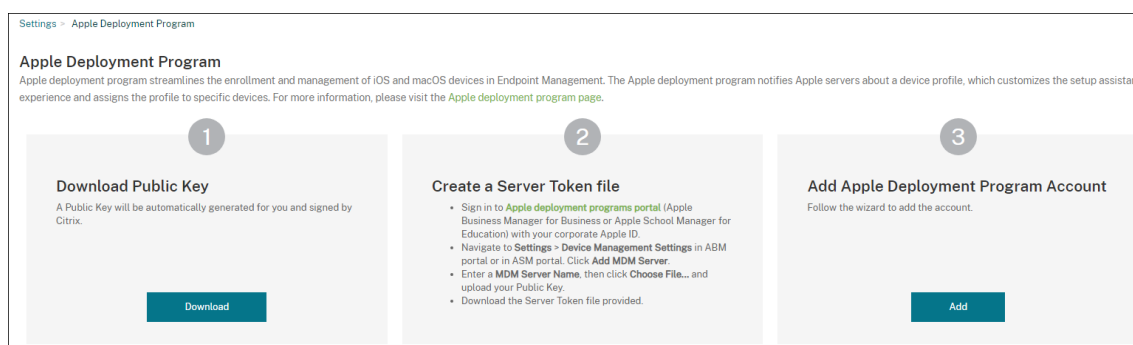 Settings > Apple Deployment Program
Apple Deployment Program
Apple deployment program streamlines the enrollment and management of iOS and macOS devices in Endpoint Management. The Apple deployment program notifies Apple servers about a device profile, which customizes the setup
experience and assigns the profile to specific devices. For more information, please visit the Apple deployment program page.
1
Download Public Key
A Public Key will be automatically generated for you and signed by
Citrix.
Download
2
Create a Server Token file
• Sign in to Apple deployment programs portal (Apple
Business Manager for Business or Apple School Manager for
Education) with your corporate Apple ID.
• Navigate to Settings > Device Management Settings in ABM
portal or in ASM portal. Click Add MDM Server.
• Enter a MDM Server Name, then click Choose File... and
upload your Public Key.
• Download the Server Token file provided.
3
Add Apple Deployment Program Account
Follow the wizard to add the account.
Add